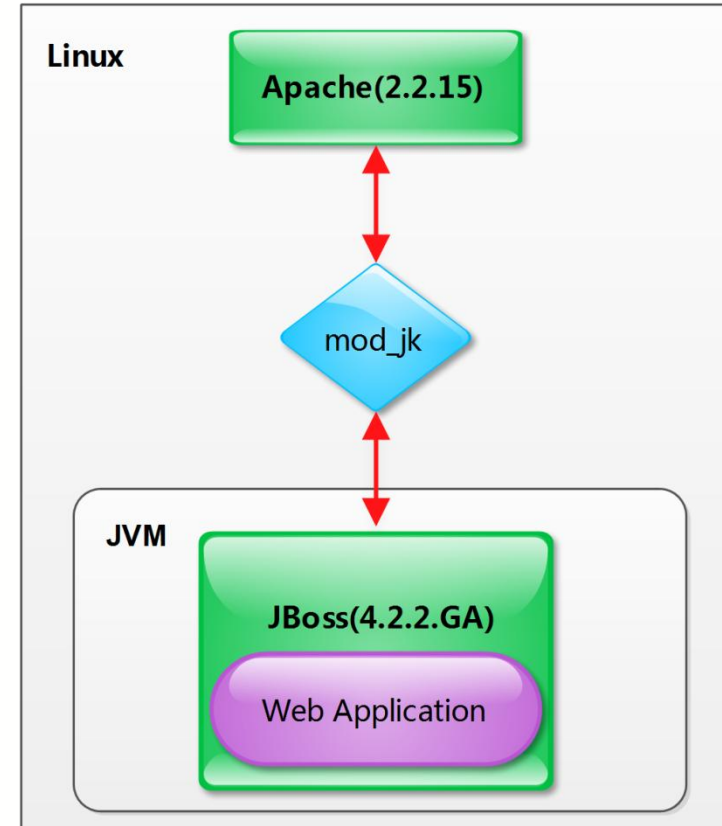 Linux
Apache(2.2.15)
mod_jk
JVM
JBoss(4.2.2.GA)
Web Application